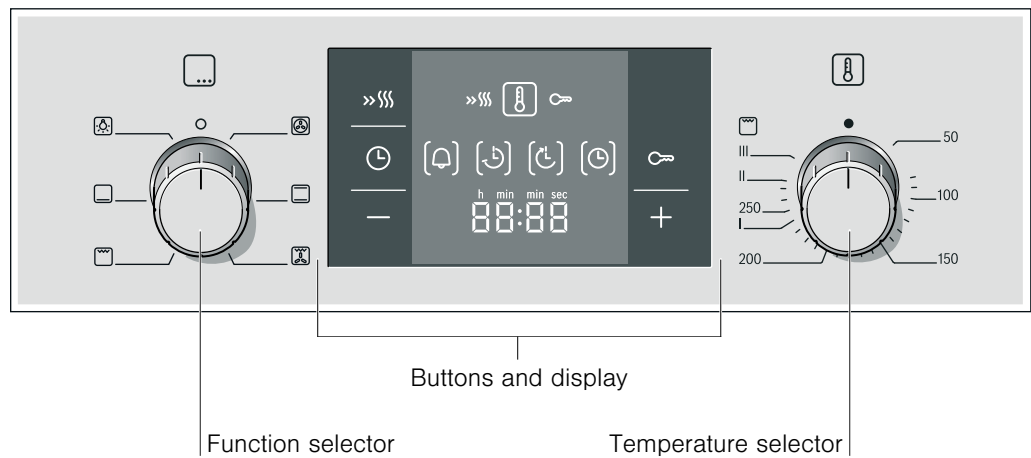 50
III
II
100
250
I
200
150
h min min sec
88:88
− +
Buttons and display
Function selector
Temperature selector